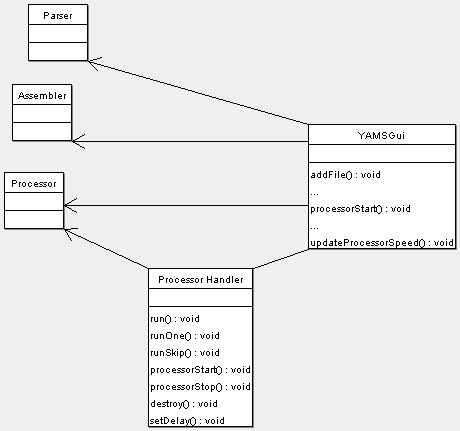 Parser
Assembler
YAMSGui
addFile() : void
...
processorStart() : void
...
updateProcessorSpeed() : void
Processor
Processor Handler
run() : void
runOne() : void
runSkip() : void
processorStart() : void
processorStop() : void
destroy() : void
setDelay() : void